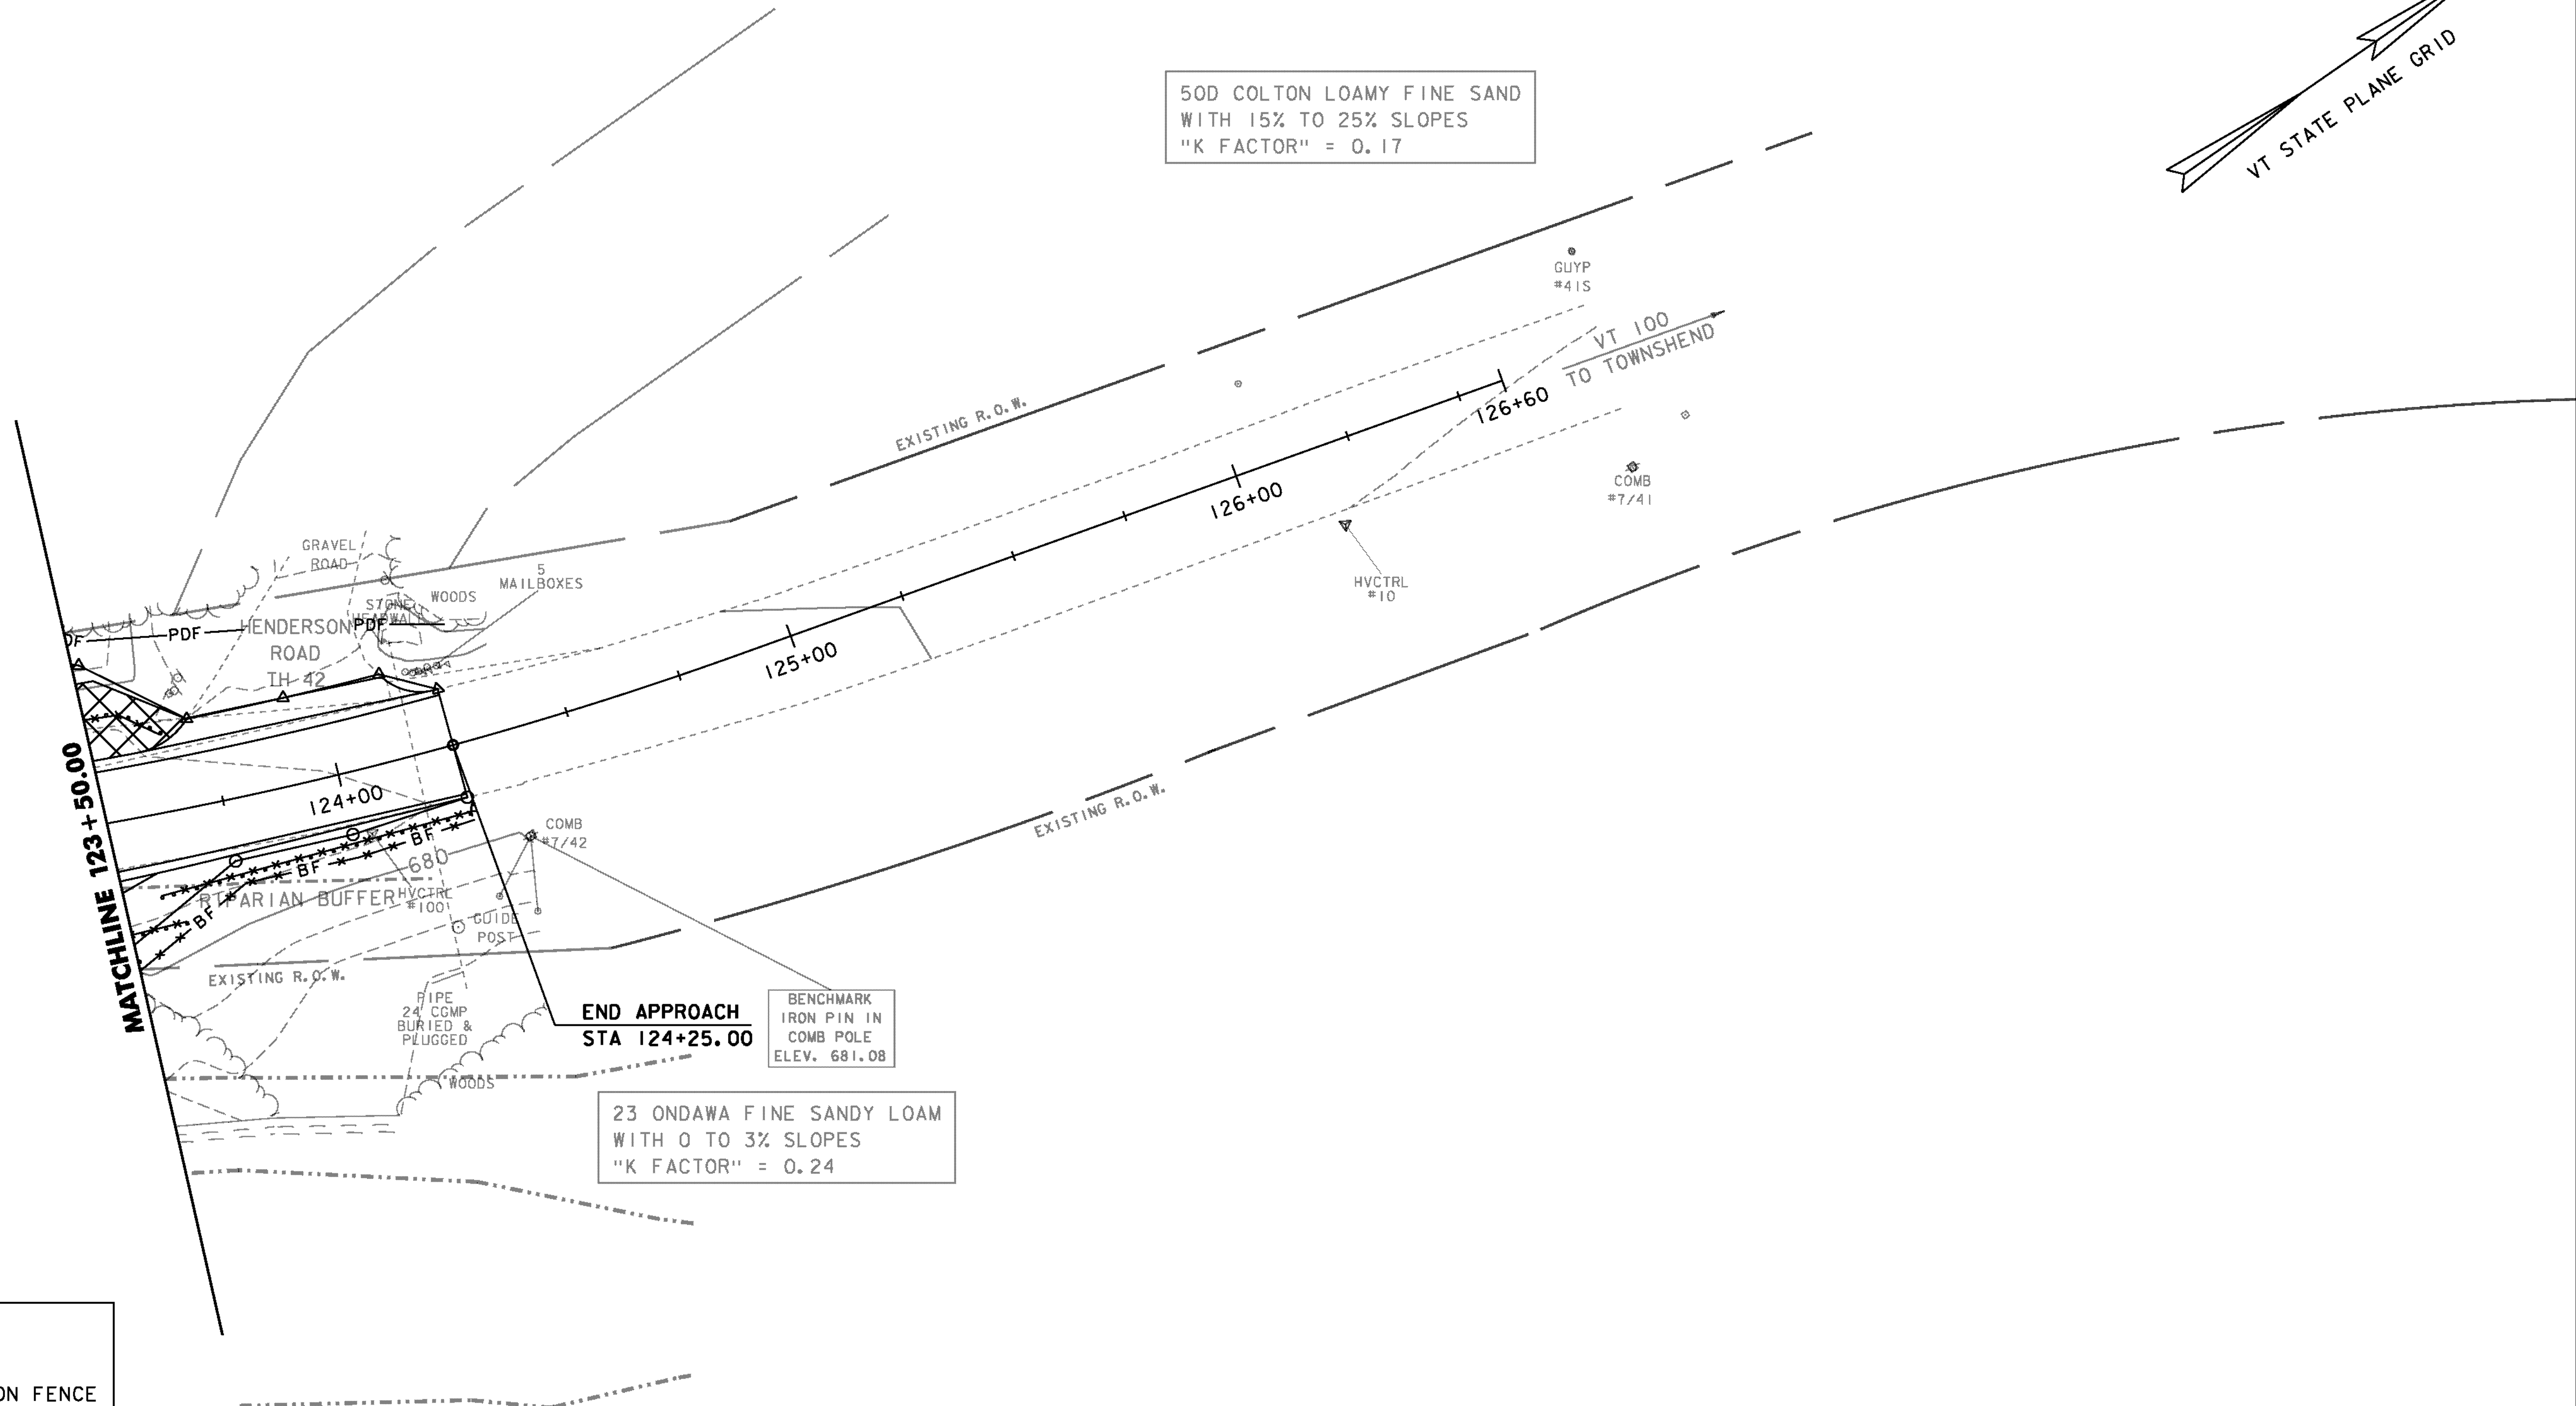 50D COLTON LOAMY FINE SAND
WITH 15% TO 25% SLOPES
"K FACTOR" = 0.17
VT STATE PLANE GRID
GUYP
#41S
VT 100
TO TOWNSHEND
126+60
EXISTING R.O.W.
126+00
COMB
#7/41
HVCTRL
#10
GRAVEL
ROAD
5
MAILBOXES
WOODS
STONE
HEADWALL
PDF
PDF
HENDERSON
ROAD
TH 42
125+00
MATCHLINE 123+50.00
124+00
COMB
#7/42
BF
BF
BF
680
RIPARIAN BUFFER
HVCTRL
#100
GUIDE
POST
EXISTING R.O.W.
EXISTING R.O.W.
PIPE
24 CGMP
BURIED &
PLUGGED
END APPROACH
STA 124+25.00
BENCHMARK
IRON PIN IN
COMB POLE
ELEV. 681.08
WOODS
23 ONDAWA FINE SANDY LOAM
WITH 0 TO 3% SLOPES
"K FACTOR" = 0.24
FENCE